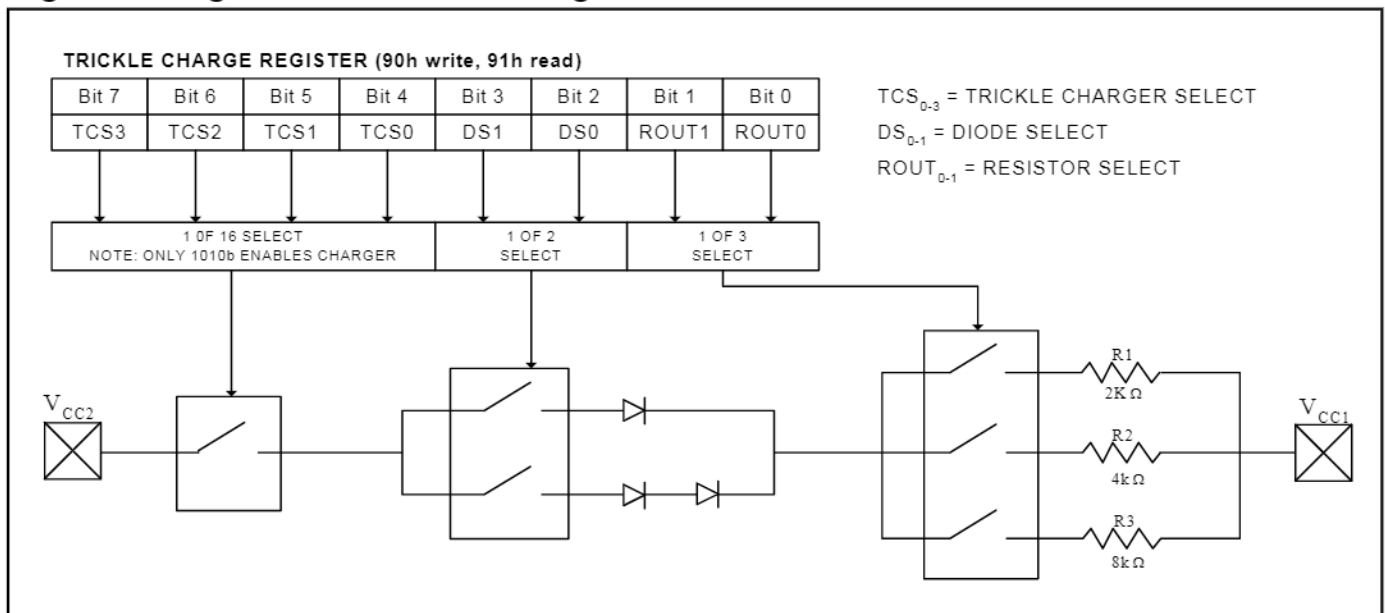 TRICKLE CHARGE REGISTER (90h write, 91h read)
Bit 7 Bit 6 Bit 5 Bit 4 Bit 3 Bit 2 Bit 1 Bit 0
TCS3 TCS2 TCS1 TCS0 DS1 DS0 ROUT1 ROUT0
TCS0-3 = TRICKLE CHARGER SELECT
DS0-1 = DIODE SELECT
ROUT0-1 = RESISTOR SELECT
1 0F 16 SELECT
NOTE: ONLY 1010b ENABLES CHARGER
1 OF 2
SELECT
1 OF 3
SELECT
VCC2
R1
2K Ω
R2
4k Ω
R3
8k Ω
VCC1